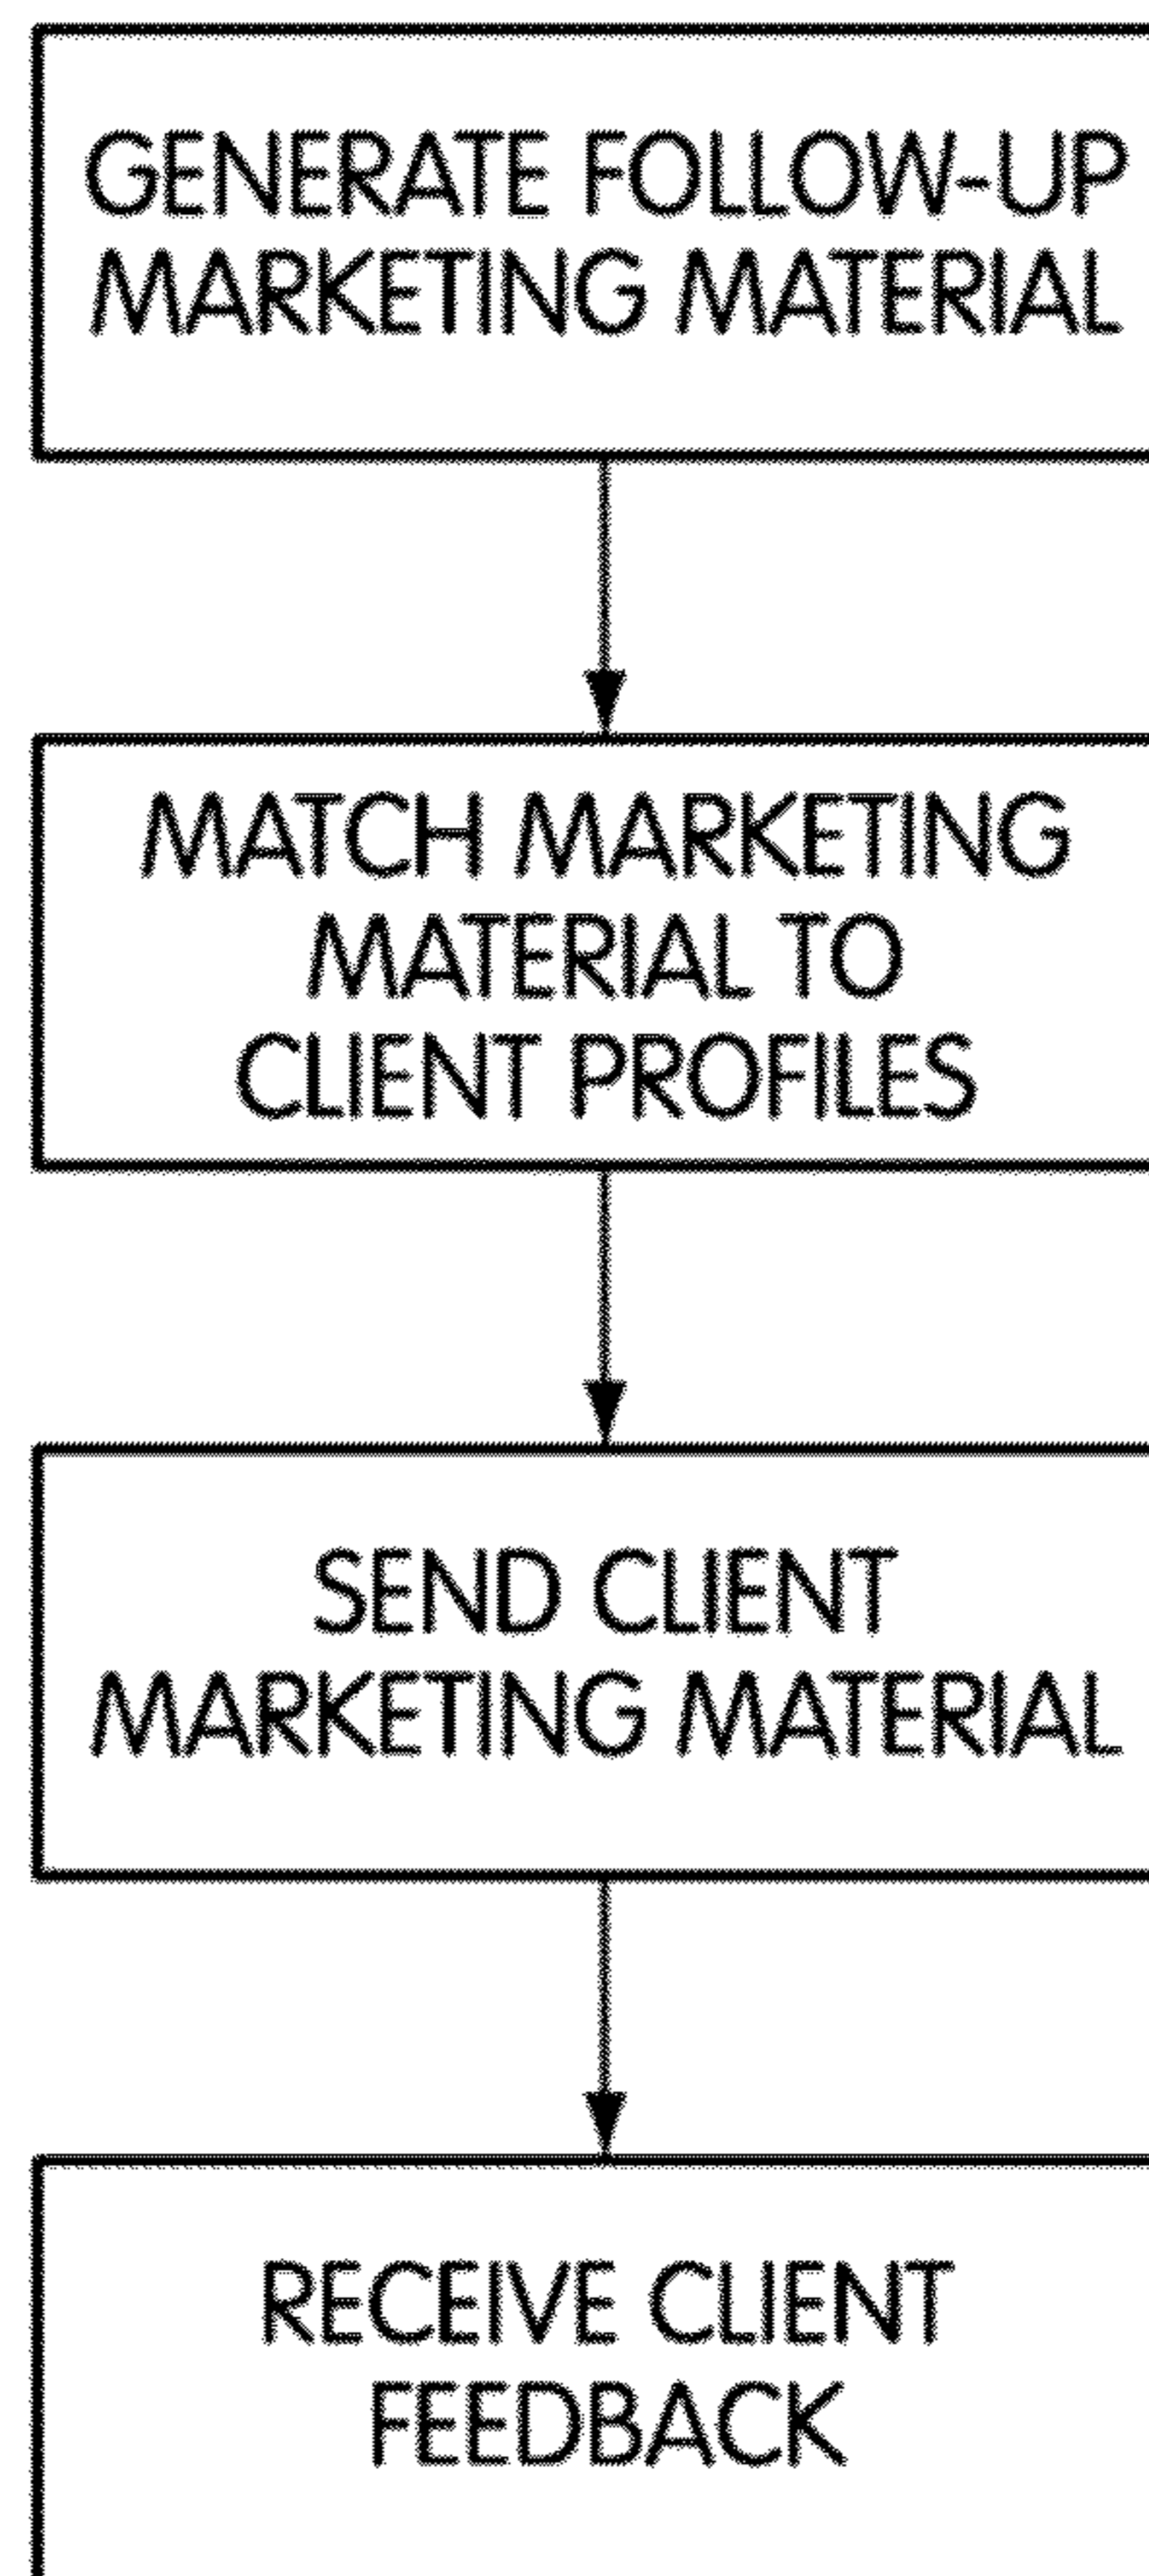 GENERATE FOLLOW-UP
MARKETING MATERIAL
MATCH MARKETING
MATERIAL TO
CLIENT PROFILES
SEND CLIENT
MARKETING MATERIAL
RECEIVE CLIENT
FEEDBACK